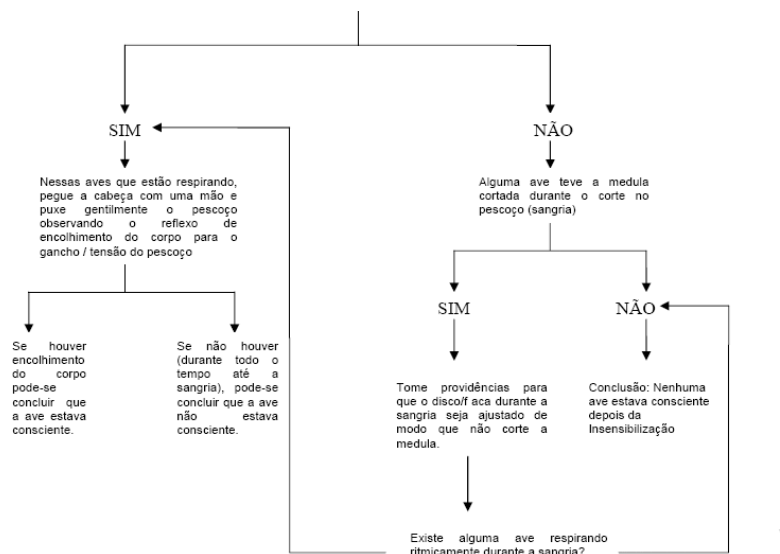 SIM
NÃO
Nessas aves que estão respirando,
pegue a cabeça com uma mão e
puxe gentilmente o pescoço
observando o reflexo de
encolhimento do corpo para o
gancho / tensão do pescoço
Alguma ave teve a medula
cortada durante o corte no
pescoço (sangria)
SIM
NÃO
Se houver
encolhimento
do corpo
pode-se
concluir que
a ave estava
consciente.
Se não houver
(durante todo o
tempo até a
sangria), pode-se
concluir que a ave
não estava
consciente.
Tome providências para
que o disco/f aca durante a
sangria seja ajustado de
modo que não corte a
medula.
Conclusão: Nenhuma
ave estava consciente
depois da
Insensibilização
Existe alguma ave respirando
ritmicamente durante a sangria?